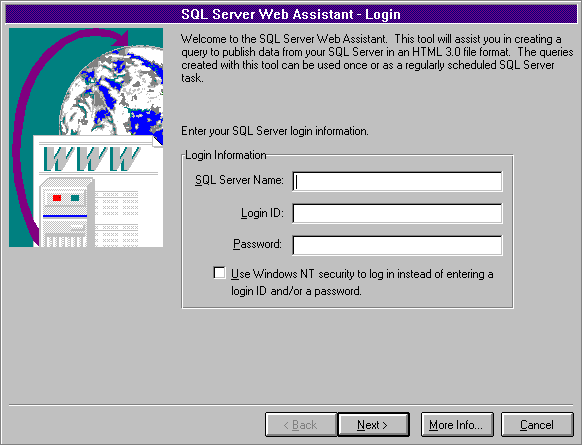 SQL Server Web Assistant - Login
Welcome to the SQL Server Web Assistant.  This tool will assist you in creating a
query to publish data from your SQL Server in an HTML 3.0 file format.  The queries
created with this tool can be used once or as a regularly scheduled SQL Server
task.
WWW
Enter your SQL Server login information.
Login Information
SQL Server Name:
Login ID:
Password:
Use Windows NT security to log in instead of entering a
login ID and/or a password.
< Back
Next >
More Info...
Cancel